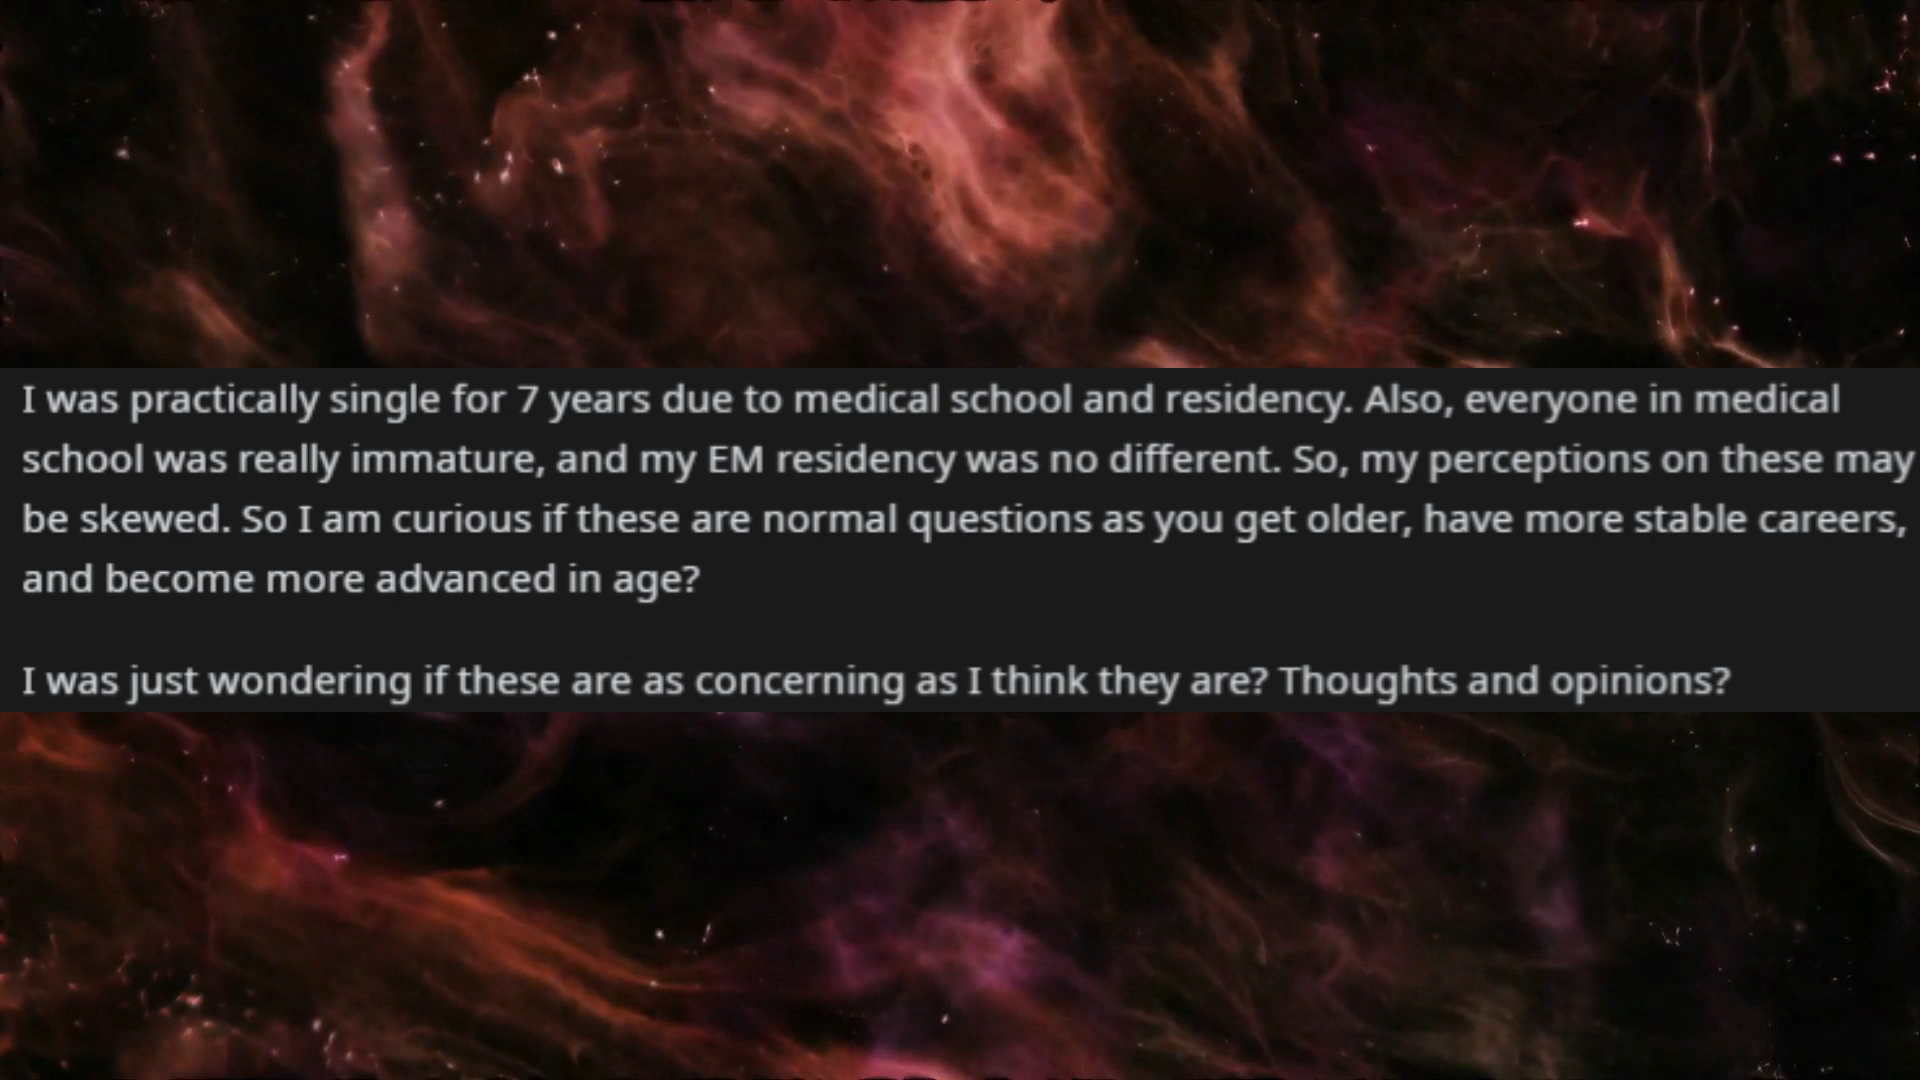 I was practically single for 7 years due to medical school and residency. Also, everyone in medical
school was really immature, and my EM residency was no different. So, my perceptions on these may
be skewed. So I am curious if these are normal questions as you get older, have more stable careers,
and become more advanced in age?
I was just wondering if these are as concerning as I think they are? Thoughts and opinions?